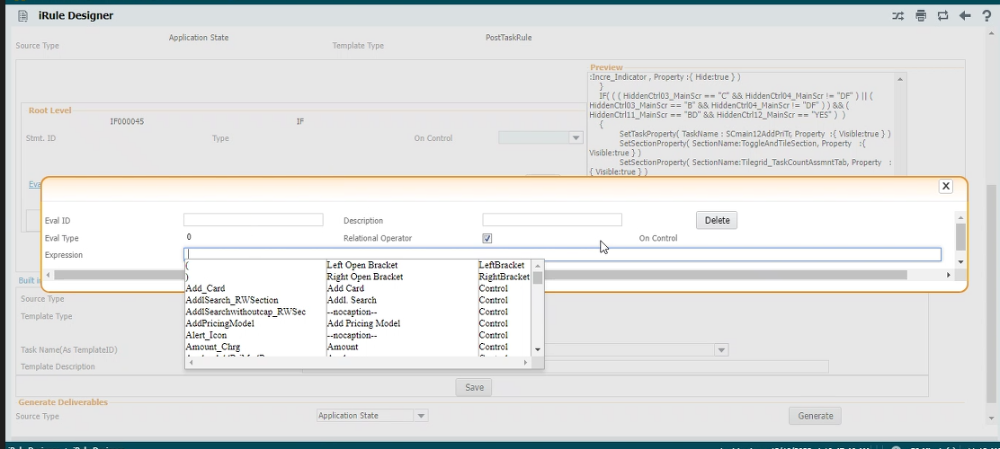 iRule Designer
Application State PostTaskRule
Source Type Template Type
Preview
:Incre_Indicator , Property :{ Hide:true } )
}
IF( ( ( HiddenCtrl03_MainScr == "C" && HiddenCtrl04_MainScr != "DF" ) || (
HiddenCtrl03_MainScr == "B" && HiddenCtrl04_MainScr != "DF" ) ) && (
HiddenCtrl11_MainScr == "BD" && HiddenCtrl12_MainScr == "YES" ) )
{
SetTaskProperty( TaskName : SCmain12AddPriTr, Property :{ Visible:true } )
SetSectionProperty( SectionName:ToggleAndTileSection, Property :{
Visible:true } )
SetSectionProperty( SectionName:Tilegrid_TaskCountAssmntTab, Property :
{ Visible:true } )
Root Level
IF000045 IF
Stmt. ID Type On Control
Eva
X
Eval ID Description Delete
Eval Type 0 Relational Operator On Control
Expression
( Left Open Bracket LeftBracket
) Right Open Bracket RightBracket
Add_Card Add Card Control
AddlSearch_RWSection Addl. Search Control
AddlSearchwithoutcap_RWSec --nocaption-- Control
AddPricingModel Add Pricing Model Control
Alert_Icon --nocaption-- Control
Amount_Chrg Amount Control
Built in
Source Type
Template Type
Task Name(As TemplateID)
Template Description
Save
Generate Deliverables
Source Type Application State Generate